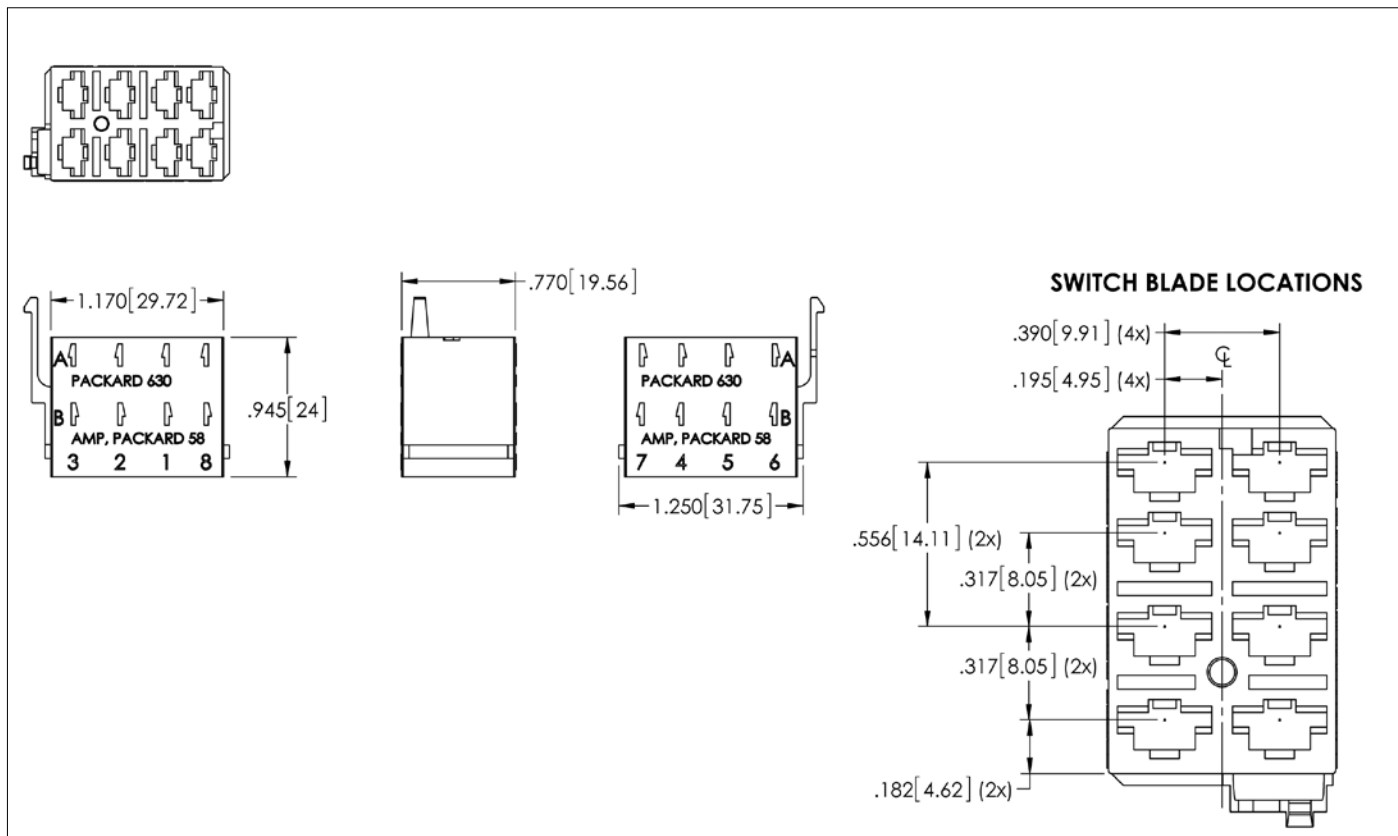 1.170[29.72]
A
PACKARD 630
B
AMP, PACKARD 58
3 2 1 8
.945[24]
.770[19.56]
A
PACKARD 630
B
AMP, PACKARD 58
7 4 5 6
1.250[31.75]
SWITCH BLADE LOCATIONS
.390[9.91] (4x)
℄
.195[4.95] (4x)
.556[14.11] (2x)
.317[8.05] (2x)
.317[8.05] (2x)
.182[4.62] (2x)